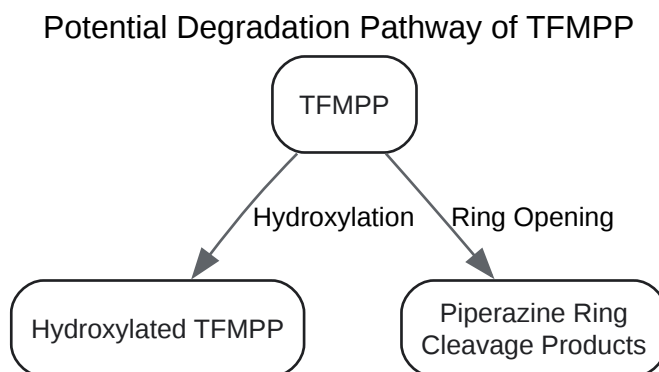 Potential Degradation Pathway of TFMPP
TFMPP
Hydroxylation
Ring Opening
Hydroxylated TFMPP
Piperazine Ring
Cleavage Products